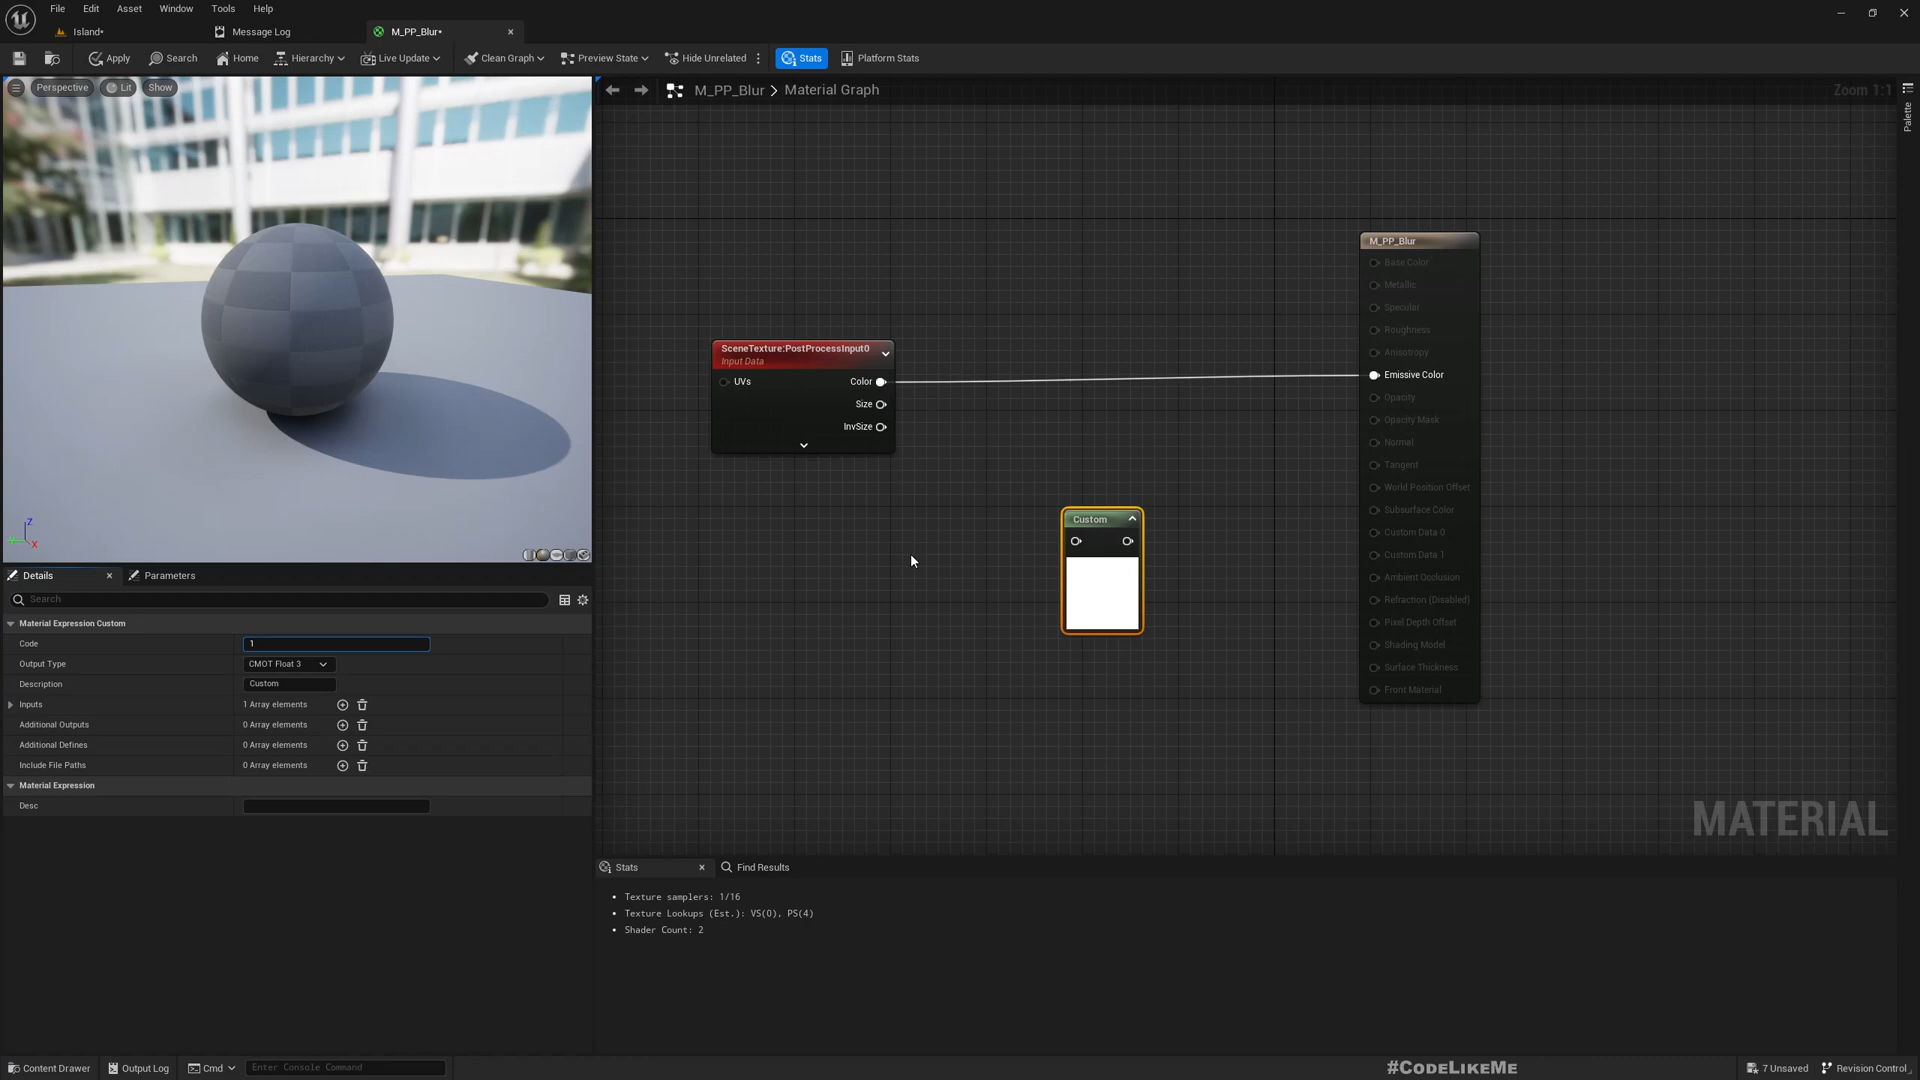 File Edit Asset Window Tools Help
Island* Message Log M_PP_Blur*
Apply Search Home Hierarchy Live Update Clean Graph Preview State Hide Unrelated Stats Platform Stats
Perspective Lit Show
M_PP_Blur > Material Graph
Zoom 1:1
Palette
M_PP_Blur
Base Color
Metallic
Specular
Roughness
Anisotropy
Emissive Color
Opacity
Opacity Mask
Normal
Tangent
World Position Offset
Subsurface Color
Custom Data 0
Custom Data 1
Ambient Occlusion
Refraction (Disabled)
Pixel Depth Offset
Shading Model
Surface Thickness
Front Material
SceneTexture:PostProcessInput0
Input Data
UVs Color
Size
InvSize
Custom
Z
X
MATERIAL
Details Parameters
Search
Material Expression Custom
Code 1
Output Type CMOT Float 3
Description Custom
Inputs 1 Array elements
Additional Outputs 0 Array elements
Additional Defines 0 Array elements
Include File Paths 0 Array elements
Material Expression
Desc
Stats Find Results
• Texture samplers: 1/16
• Texture Lookups (Est.): VS(0), PS(4)
• Shader Count: 2
Content Drawer Output Log Cmd Enter Console Command
#CodeLikeMe
7 Unsaved Revision Control